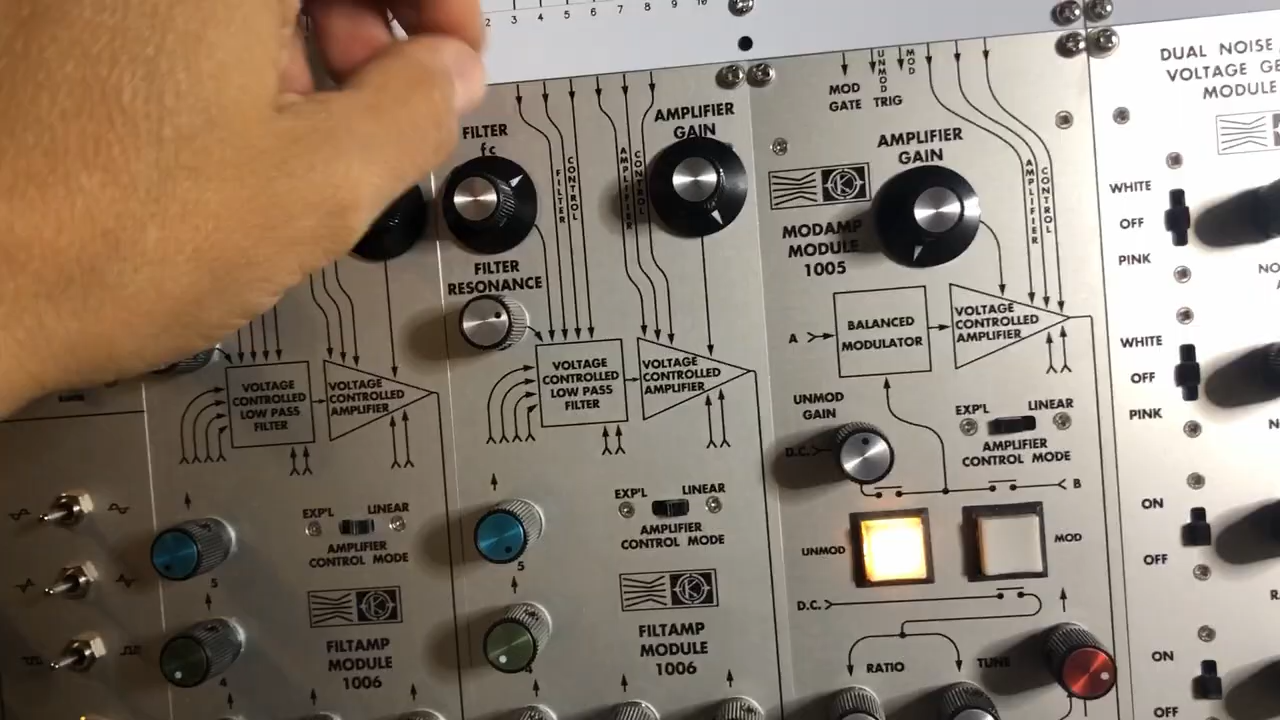 2 3 4 5 6 7 8 9 10
FILTER
fc
FILTER
RESONANCE
FILTER
CONTROL
AMPLIFIER
CONTROL
AMPLIFIER
GAIN
VOLTAGE
CONTROLLED
LOW PASS
FILTER
VOLTAGE
CONTROLLED
AMPLIFIER
VOLTAGE
CONTROLLED
LOW PASS
FILTER
VOLTAGE
CONTROLLED
AMPLIFIER
EXP'L
LINEAR
AMPLIFIER
CONTROL MODE
5
4
FILTAMP
MODULE
1006
EXP'L
LINEAR
AMPLIFIER
CONTROL MODE
5
4
K
FILTAMP
MODULE
1006
MOD
GATE
UNMOD
TRIG
MOD
AMPLIFIER
GAIN
K
AMPLIFIER
CONTROL
MODAMP
MODULE
1005
A
BALANCED
MODULATOR
VOLTAGE
CONTROLLED
AMPLIFIER
UNMOD
GAIN
D.C.
EXP'L
LINEAR
AMPLIFIER
CONTROL MODE
B
UNMOD
MOD
D.C.
RATIO
TUNE
DUAL NOISE
VOLTAGE GE
MODULE
WHITE
OFF
PINK
WHITE
OFF
PINK
ON
OFF
ON
OFF